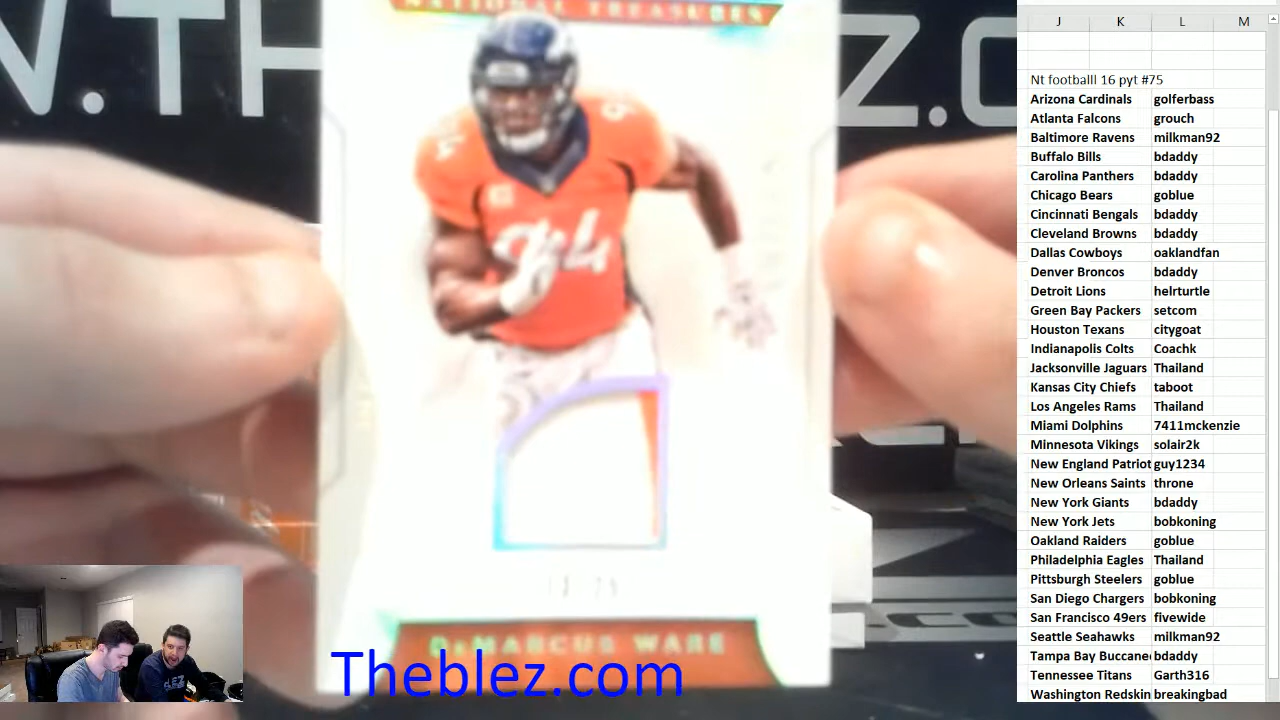 NATIONAL TREASURES
DeMARCUS WARE
Theblez.com
J K L M
Nt footballl 16 pyt #75
Arizona Cardinals golferbass
Atlanta Falcons grouch
Baltimore Ravens milkman92
Buffalo Bills bdaddy
Carolina Panthers bdaddy
Chicago Bears goblue
Cincinnati Bengals bdaddy
Cleveland Browns bdaddy
Dallas Cowboys oaklandfan
Denver Broncos bdaddy
Detroit Lions helrturtle
Green Bay Packers setcom
Houston Texans citygoat
Indianapolis Colts Coachk
Jacksonville Jaguars Thailand
Kansas City Chiefs taboot
Los Angeles Rams Thailand
Miami Dolphins 7411mckenzie
Minnesota Vikings solair2k
New England Patriot guy1234
New Orleans Saints throne
New York Giants bdaddy
New York Jets bobkoning
Oakland Raiders goblue
Philadelphia Eagles Thailand
Pittsburgh Steelers goblue
San Diego Chargers bobkoning
San Francisco 49ers fivewide
Seattle Seahawks milkman92
Tampa Bay Buccane bdaddy
Tennessee Titans Garth316
Washington Redskin breakingbad